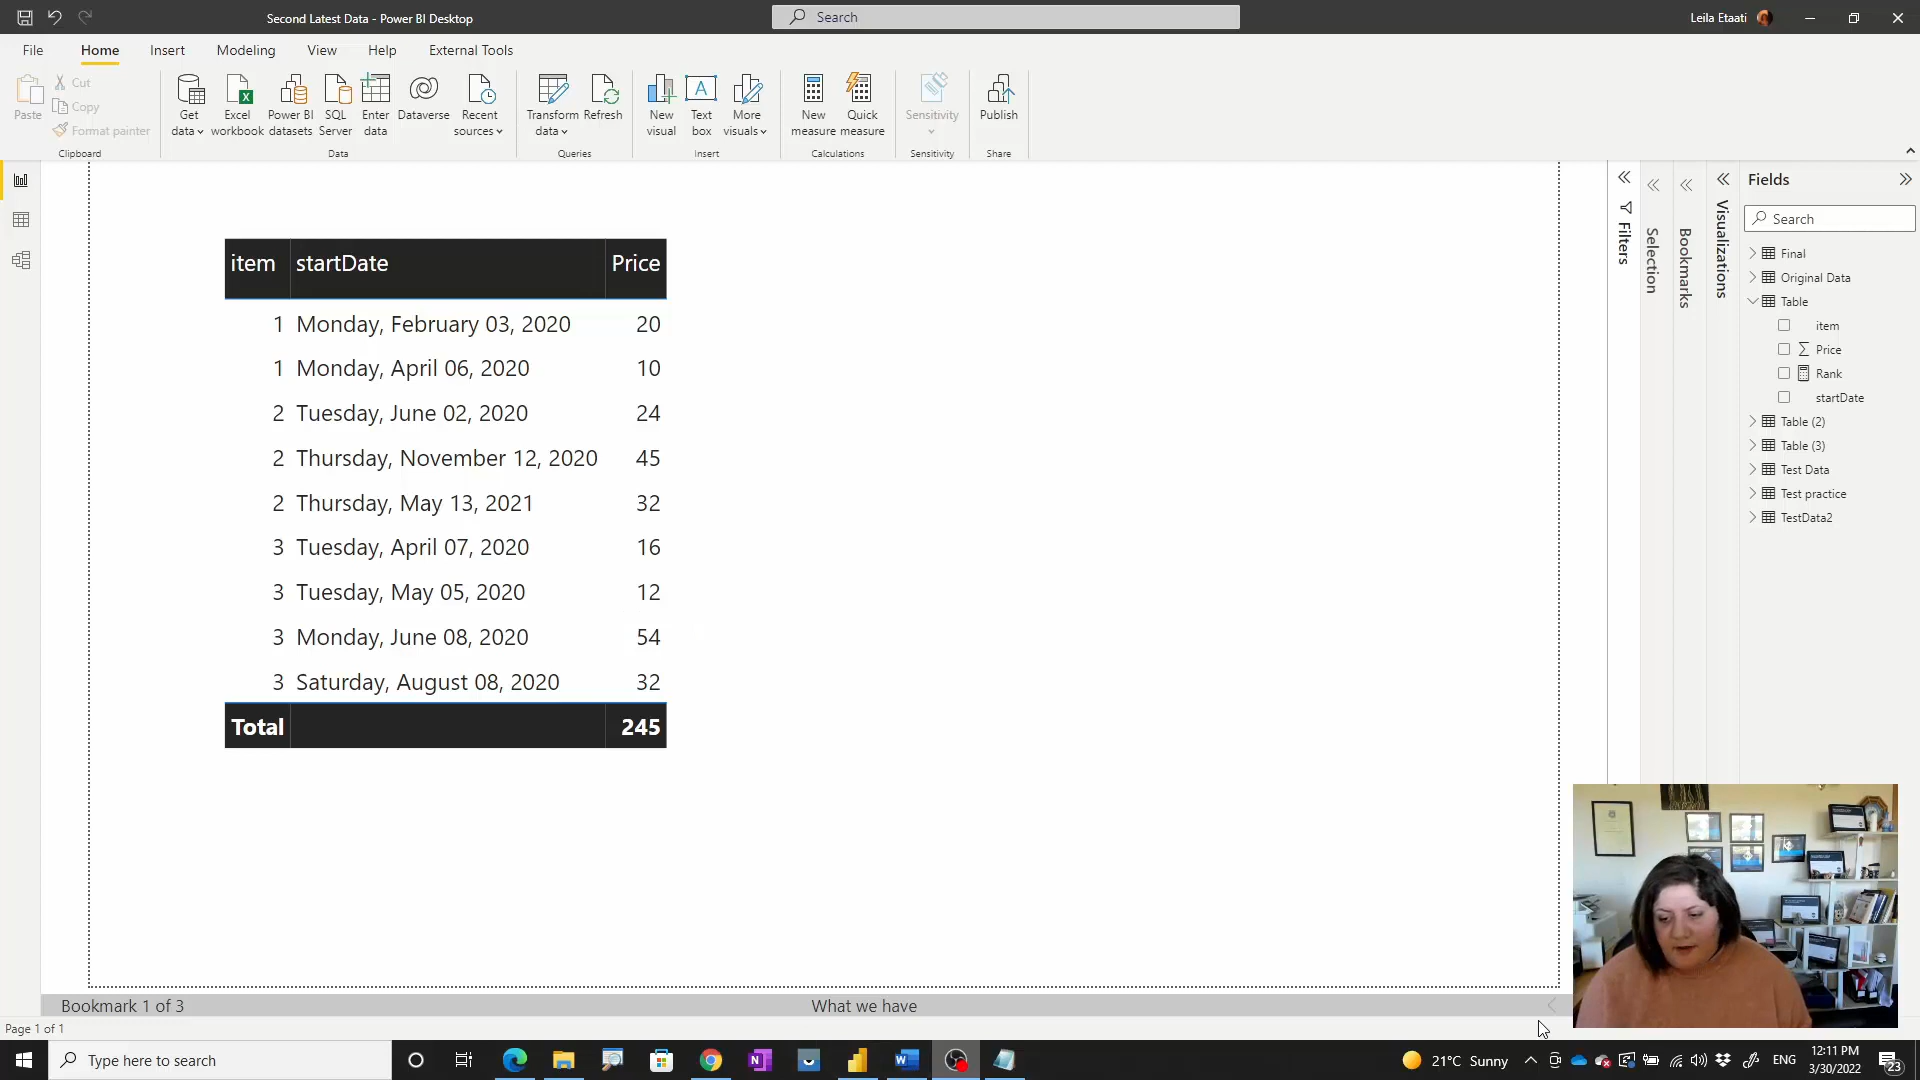 Second Latest Data - Power BI Desktop
Search
Leila Etaati
File
Home
Insert
Modeling
View
Help
External Tools
Paste
Cut
Copy
Format painter
Clipboard
Get data
Excel workbook
Power BI datasets
SQL Server
Enter data
Dataverse
Recent sources
Data
Transform data
Refresh
Queries
New visual
Text box
More visuals
Insert
New measure
Quick measure
Calculations
Sensitivity
Sensitivity
Publish
Share
item startDate Price
1 Monday, February 03, 2020 20
1 Monday, April 06, 2020 10
2 Tuesday, June 02, 2020 24
2 Thursday, November 12, 2020 45
2 Thursday, May 13, 2021 32
3 Tuesday, April 07, 2020 16
3 Tuesday, May 05, 2020 12
3 Monday, June 08, 2020 54
3 Saturday, August 08, 2020 32
Total 245
Filters
Selection
Bookmarks
Visualizations
Fields
Search
Final
Original Data
Table
item
Price
Rank
startDate
Table (2)
Table (3)
Test Data
Test practice
TestData2
Bookmark 1 of 3
What we have
Page 1 of 1
Type here to search
21°C Sunny
ENG
12:11 PM
3/30/2022
23